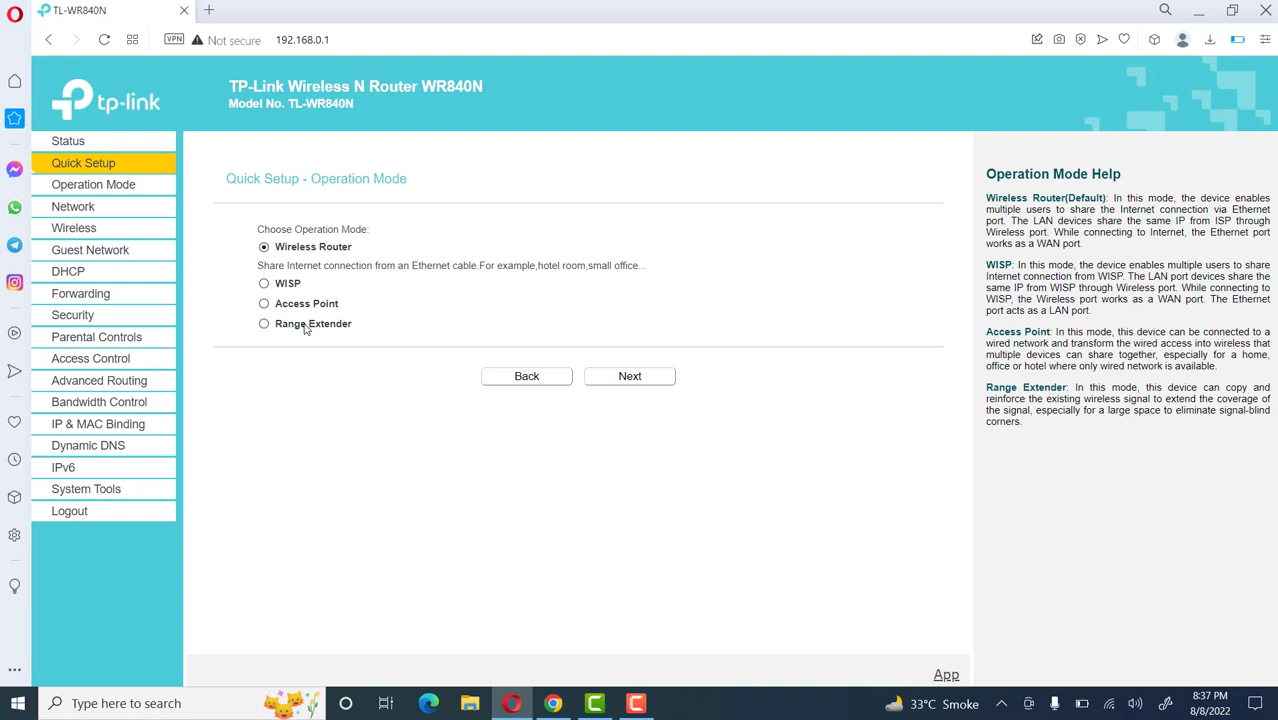 TL-WR840N
VPN
Not secure
192.168.0.1
tp-link
TP-Link Wireless N Router WR840N
Model No. TL-WR840N
Status
Quick Setup
Operation Mode
Network
Wireless
Guest Network
DHCP
Forwarding
Security
Parental Controls
Access Control
Advanced Routing
Bandwidth Control
IP & MAC Binding
Dynamic DNS
IPv6
System Tools
Logout
Quick Setup - Operation Mode
Choose Operation Mode:
Wireless Router
Share Internet connection from an Ethernet cable.For example,hotel room,small office...
WISP
Access Point
Range Extender
Back
Next
Operation Mode Help
Wireless Router(Default): In this mode, the device enables
multiple users to share the Internet connection via Ethernet
port. The LAN devices share the same IP from ISP through
Wireless port. While connecting to Internet, the Ethernet port
works as a WAN port.
WISP: In this mode, the device enables multiple users to share
Internet connection from WISP. The LAN port devices share the
same IP from WISP through Wireless port. While connecting to
WISP, the Wireless port works as a WAN port. The Ethernet
port acts as a LAN port.
Access Point: In this mode, this device can be connected to a
wired network and transform the wired access into wireless that
multiple devices can share together, especially for a home,
office or hotel where only wired network is available.
Range Extender: In this mode, this device can copy and
reinforce the existing wireless signal to extend the coverage of
the signal, especially for a large space to eliminate signal-blind
corners.
App
Type here to search
33°C Smoke
8:37 PM
8/8/2022